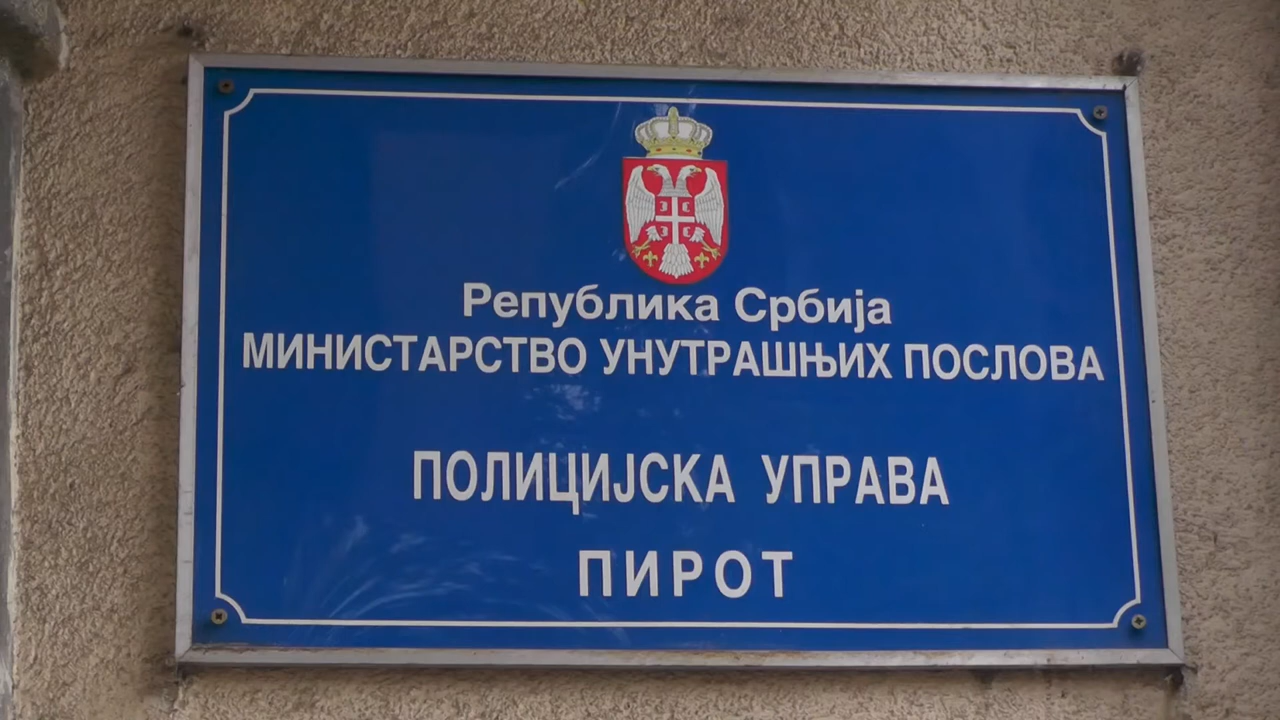 Република Србија
МИНИСТАРСТВО УНУТРАШЊИХ ПОСЛОВА
ПОЛИЦИЈСКА УПРАВА
ПИРОТ